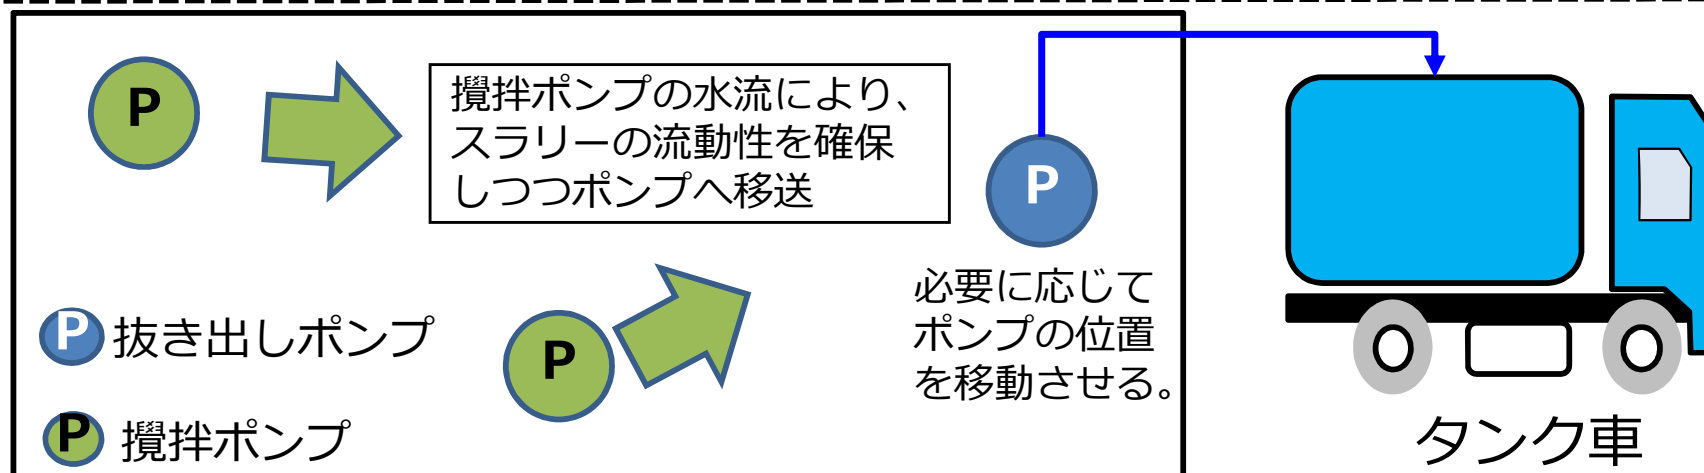 P
攪拌ポンプの水流により、
スラリーの流動性を確保
しつつポンプへ移送
P
必要に応じて
ポンプの位置
を移動させる。
P 抜き出しポンプ
P
P 攪拌ポンプ
タンク車